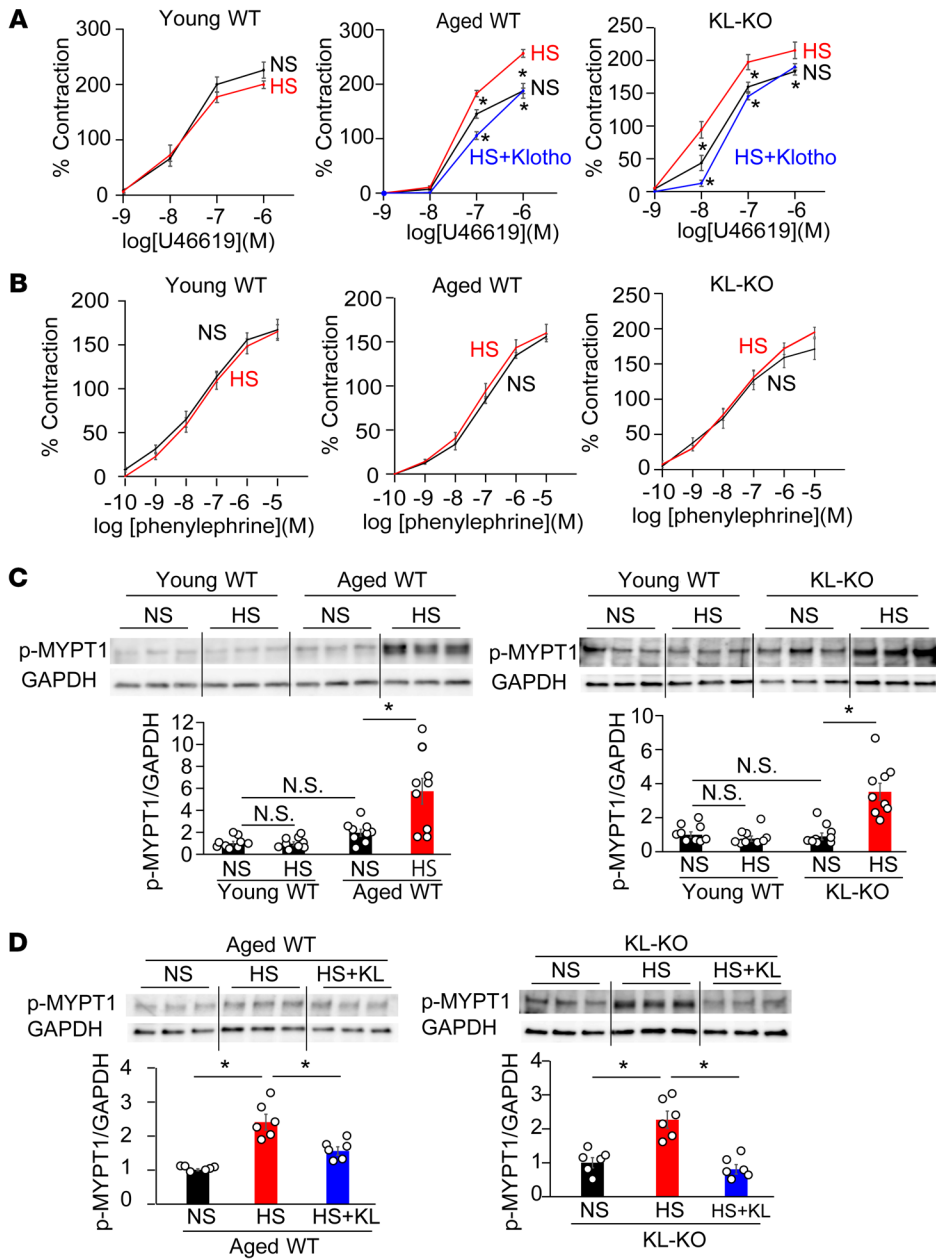 A
Young WT
% Contraction
300
200
100
0
NS
HS
-9 -8 -7 -6
log[U46619](M)
Aged WT
% Contraction
300
200
100
0
HS
*
NS
*
*
*
HS+Klotho
-9 -8 -7 -6
log[U46619](M)
KL-KO
% Contraction
250
200
150
100
50
0
HS
*
NS
*
*
*
HS+Klotho
*
-9 -8 -7 -6
log[U46619](M)
B
Young WT
% Contraction
200
150
100
50
0
NS
HS
-10 -9 -8 -7 -6 -5
log [phenylephrine](M)
Aged WT
% Contraction
200
150
100
50
0
HS
NS
-10 -9 -8 -7 -6 -5
log [phenylephrine](M)
KL-KO
% Contraction
250
200
150
100
50
0
HS
NS
-10 -9 -8 -7 -6 -5
log [phenylephrine](M)
C
Young WT Aged WT
NS HS NS HS
p-MYPT1
GAPDH
p-MYPT1/GAPDH
12
10
8
6
4
2
0
*
N.S.
N.S.
NS HS NS HS
Young WT Aged WT
Young WT KL-KO
NS HS NS HS
p-MYPT1
GAPDH
p-MYPT1/GAPDH
10
8
6
4
2
0
*
N.S.
N.S.
NS HS NS HS
Young WT KL-KO
D
Aged WT
NS HS HS+KL
p-MYPT1
GAPDH
p-MYPT1/GAPDH
4
3
2
1
0
* *
NS HS HS+KL
Aged WT
KL-KO
NS HS HS+KL
p-MYPT1
GAPDH
p-MYPT1/GAPDH
4
3
2
1
0
* *
NS HS HS+KL
KL-KO